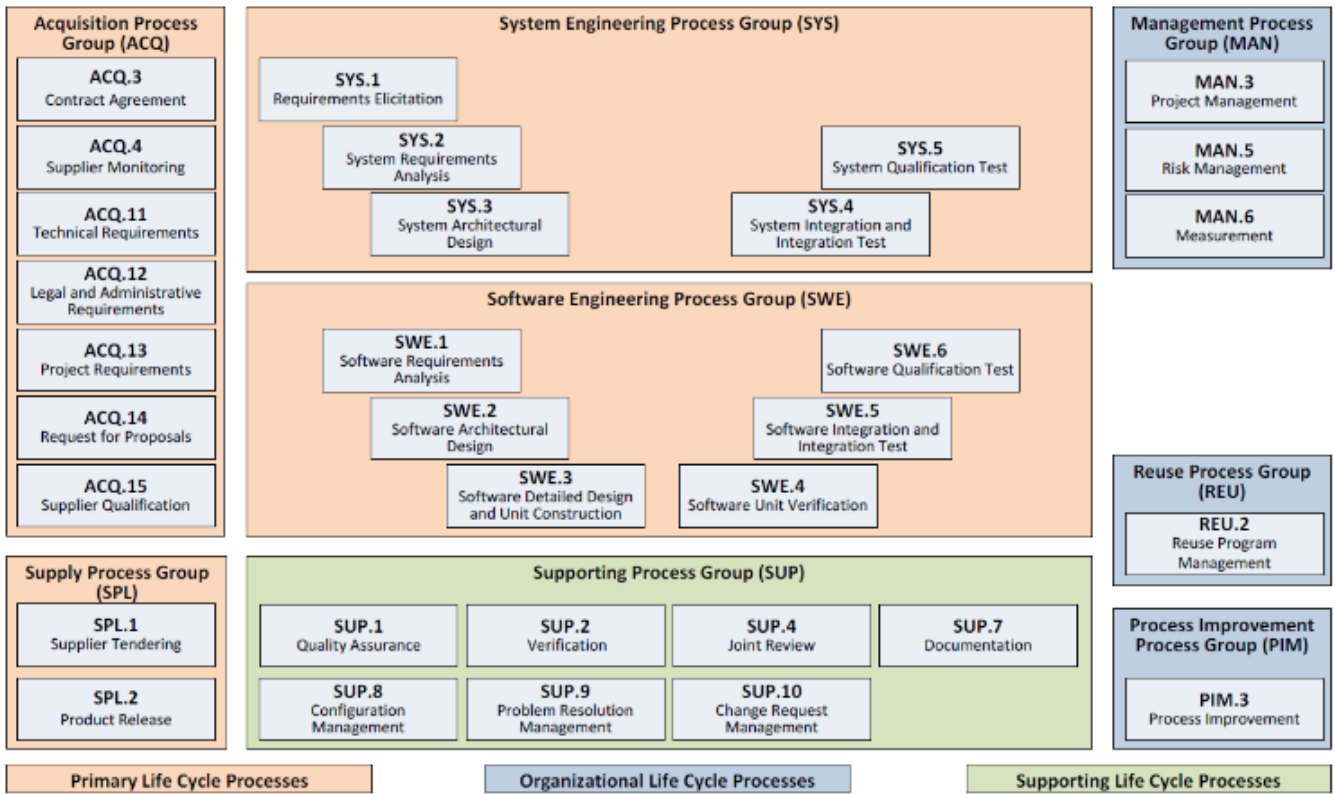 Acquisition Process
Group (ACQ)
ACQ.3
Contract Agreement
ACQ.4
Supplier Monitoring
ACQ.11
Technical Requirements
ACQ.12
Legal and Administrative
Requirements
ACQ.13
Project Requirements
ACQ.14
Request for Proposals
ACQ.15
Supplier Qualification
System Engineering Process Group (SYS)
SYS.1
Requirements Elicitation
SYS.2
System Requirements
Analysis
SYS.3
System Architectural
Design
SYS.5
System Qualification Test
SYS.4
System Integration and
Integration Test
Management Process
Group (MAN)
MAN.3
Project Management
MAN.5
Risk Management
MAN.6
Measurement
Software Engineering Process Group (SWE)
SWE.1
Software Requirements
Analysis
SWE.2
Software Architectural
Design
SWE.3
Software Detailed Design
and Unit Construction
SWE.6
Software Qualification Test
SWE.5
Software Integration and
Integration Test
SWE.4
Software Unit Verification
Reuse Process Group
(REU)
REU.2
Reuse Program
Management
Supply Process Group
(SPL)
SPL.1
Supplier Tendering
SPL.2
Product Release
Supporting Process Group (SUP)
SUP.1
Quality Assurance
SUP.2
Verification
SUP.4
Joint Review
SUP.7
Documentation
SUP.8
Configuration
Management
SUP.9
Problem Resolution
Management
SUP.10
Change Request
Management
Process Improvement
Process Group (PIM)
PIM.3
Process Improvement
Primary Life Cycle Processes
Organizational Life Cycle Processes
Supporting Life Cycle Processes